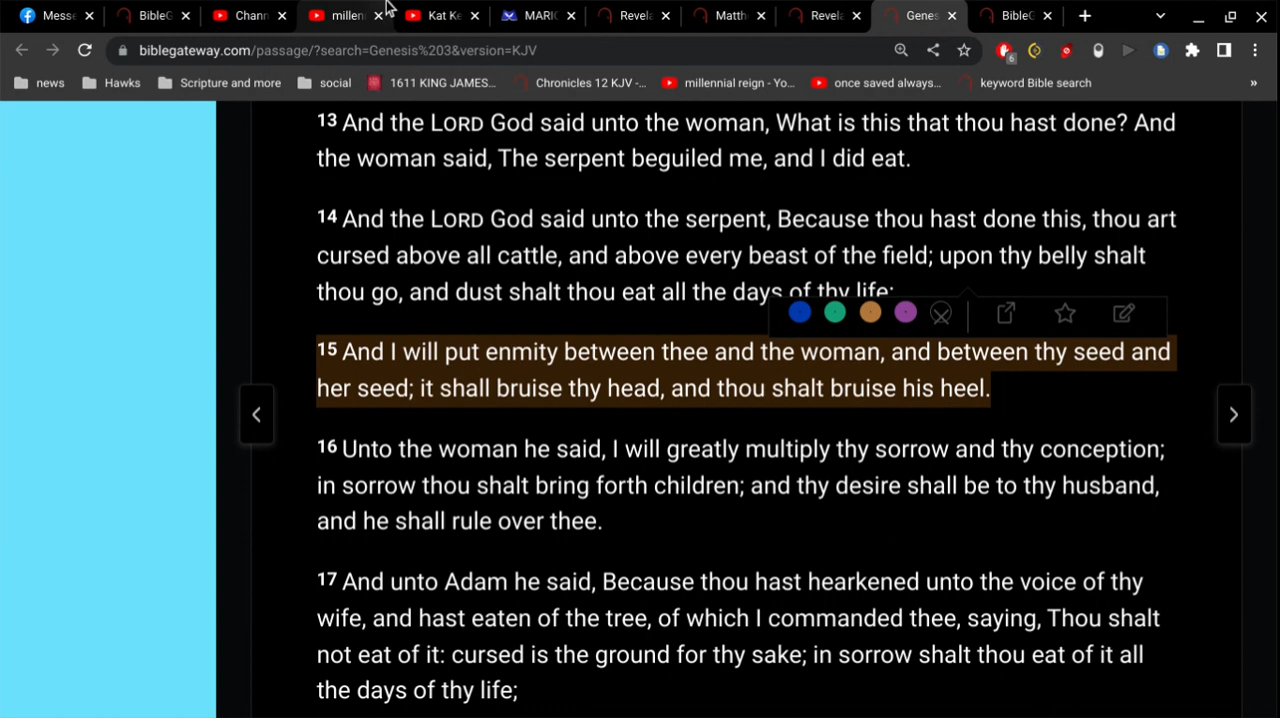 Messe BibleG Chann millen Kat Ke MARI Revela Matth Revela Genes BibleG
biblegateway.com/passage/?search=Genesis%203&version=KJV
6
news Hawks Scripture and more social 1611 KING JAMES... Chronicles 12 KJV -... millennial reign - Yo... once saved always... keyword Bible search »
13 And the LORD God said unto the woman, What is this that thou hast done? And
the woman said, The serpent beguiled me, and I did eat.
14 And the LORD God said unto the serpent, Because thou hast done this, thou art
cursed above all cattle, and above every beast of the field; upon thy belly shalt
thou go, and dust shalt thou eat all the days of thy life:
15 And I will put enmity between thee and the woman, and between thy seed and
her seed; it shall bruise thy head, and thou shalt bruise his heel.
16 Unto the woman he said, I will greatly multiply thy sorrow and thy conception;
in sorrow thou shalt bring forth children; and thy desire shall be to thy husband,
and he shall rule over thee.
17 And unto Adam he said, Because thou hast hearkened unto the voice of thy
wife, and hast eaten of the tree, of which I commanded thee, saying, Thou shalt
not eat of it: cursed is the ground for thy sake; in sorrow shalt thou eat of it all
the days of thy life;